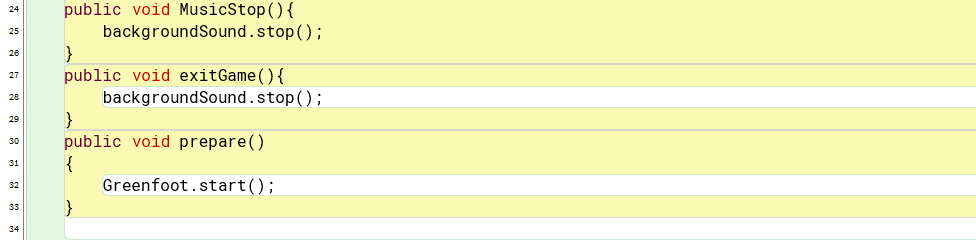 24 public void MusicStop(){
25 backgroundSound.stop();
26 }
27 public void exitGame(){
28 backgroundSound.stop();
29 }
30 public void prepare()
31 {
32 Greenfoot.start();
33 }
34